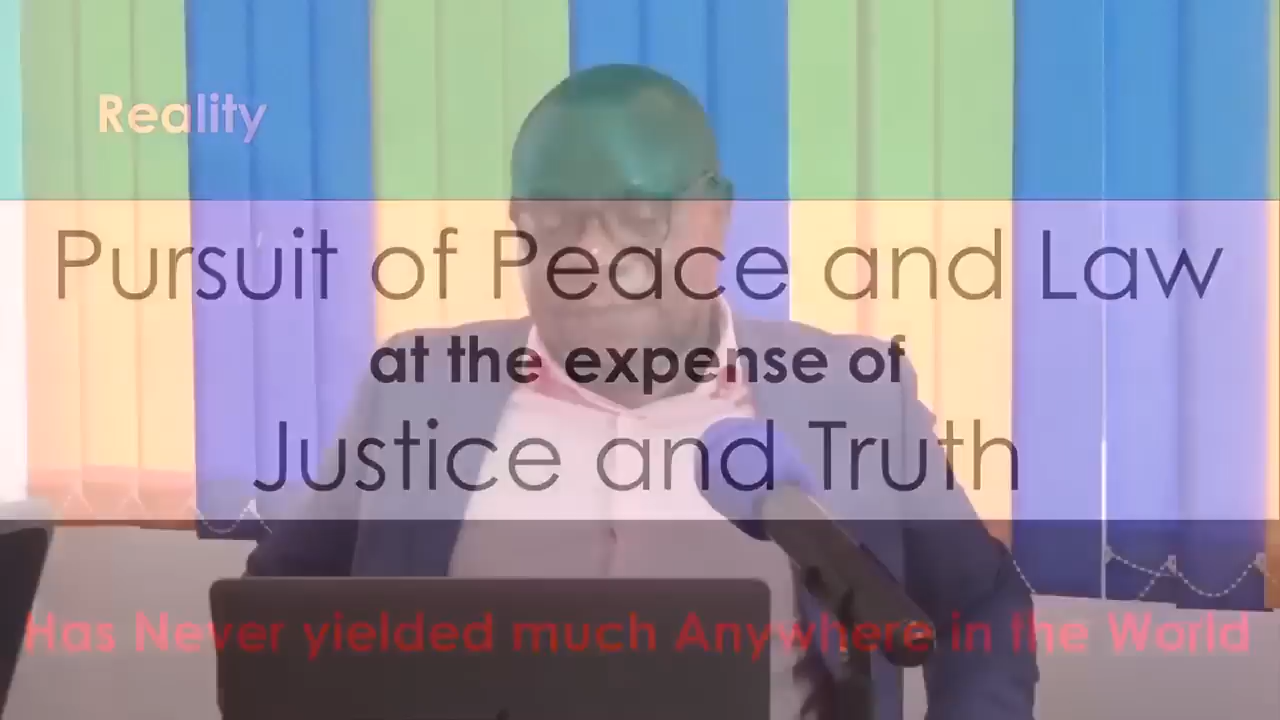 Reality
Pursuit of Peace and Law
at the expense of
Justice and Truth
Has Never yielded much Anywhere in the World